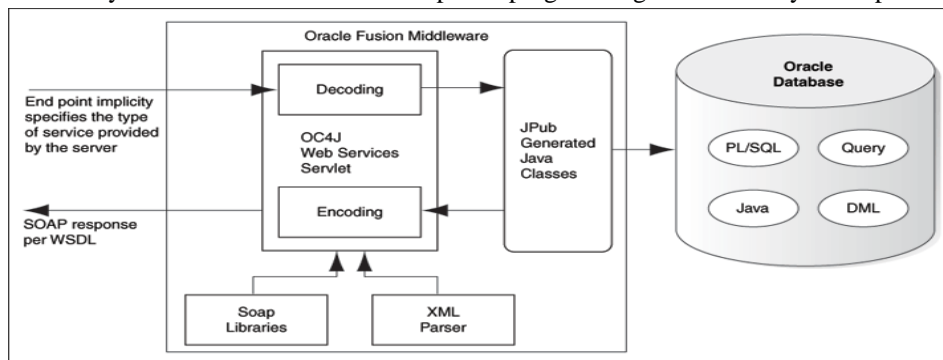 Oracle Fusion Middleware
End point implicity
specifies the type
of service provided
by the server
SOAP response
per WSDL
Decoding
OC4J
Web Services
Servlet
Encoding
Soap
Libraries
XML
Parser
JPub
Generated
Java
Classes
Oracle
Database
PL/SQL
Query
Java
DML